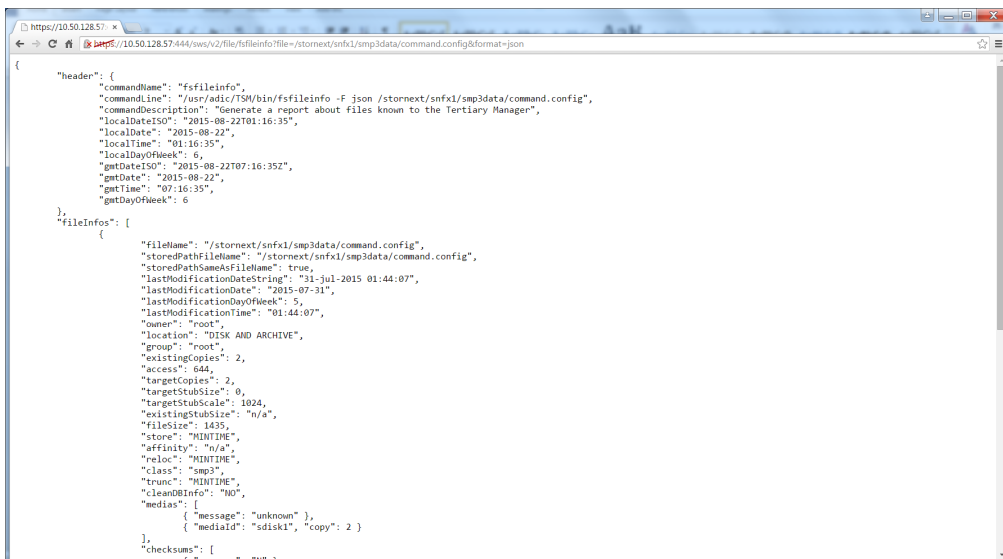 https://10.50.128.57:
https://10.50.128.57:444/sws/v2/file/fsfileinfo?file=/stornext/snfx1/smp3data/command.config&format=json
{
"header": {
"commandName": "fsfileinfo",
"commandLine": "/usr/adic/TSM/bin/fsfileinfo -F json /stornext/snfx1/smp3data/command.config",
"commandDescription": "Generate a report about files known to the Tertiary Manager",
"localDateISO": "2015-08-22T01:16:35",
"localDate": "2015-08-22",
"localTime": "01:16:35",
"localDayOfWeek": 6,
"gmtDateISO": "2015-08-22T07:16:35Z",
"gmtDate": "2015-08-22",
"gmtTime": "07:16:35",
"gmtDayOfWeek": 6
},
"fileInfos": [
{
"fileName": "/stornext/snfx1/smp3data/command.config",
"storedPathFileName": "/stornext/snfx1/smp3data/command.config",
"storedPathSameAsFileName": true,
"lastModificationDateString": "31-jul-2015 01:44:07",
"lastModificationDate": "2015-07-31",
"lastModificationDayOfWeek": 5,
"lastModificationTime": "01:44:07",
"owner": "root",
"location": "DISK AND ARCHIVE",
"group": "root",
"existingCopies": 2,
"access": 644,
"targetCopies": 2,
"targetStubSize": 0,
"targetStubScale": 1024,
"existingStubSize": "n/a",
"fileSize": 1435,
"store": "MINTIME",
"affinity": "n/a",
"reloc": "MINTIME",
"class": "smp3",
"trunc": "MINTIME",
"cleanDBInfo": "NO",
"medias": [
{ "message": "unknown" },
{ "mediaId": "sdisk1", "copy": 2 }
],
"checksums": [